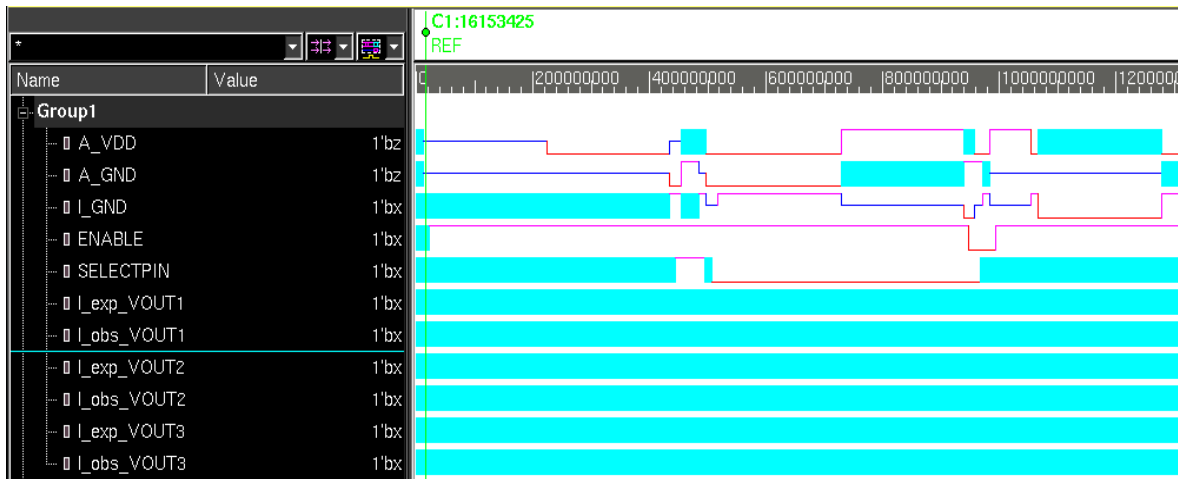 C1:16153425
REF
*
Name Value
0 200000000 400000000 600000000 800000000 1000000000 120000
Group1
A_VDD 1'bz
A_GND 1'bz
I_GND 1'bx
ENABLE 1'bx
SELECTPIN 1'bx
I_exp_VOUT1 1'bx
I_obs_VOUT1 1'bx
I_exp_VOUT2 1'bx
I_obs_VOUT2 1'bx
I_exp_VOUT3 1'bx
I_obs_VOUT3 1'bx